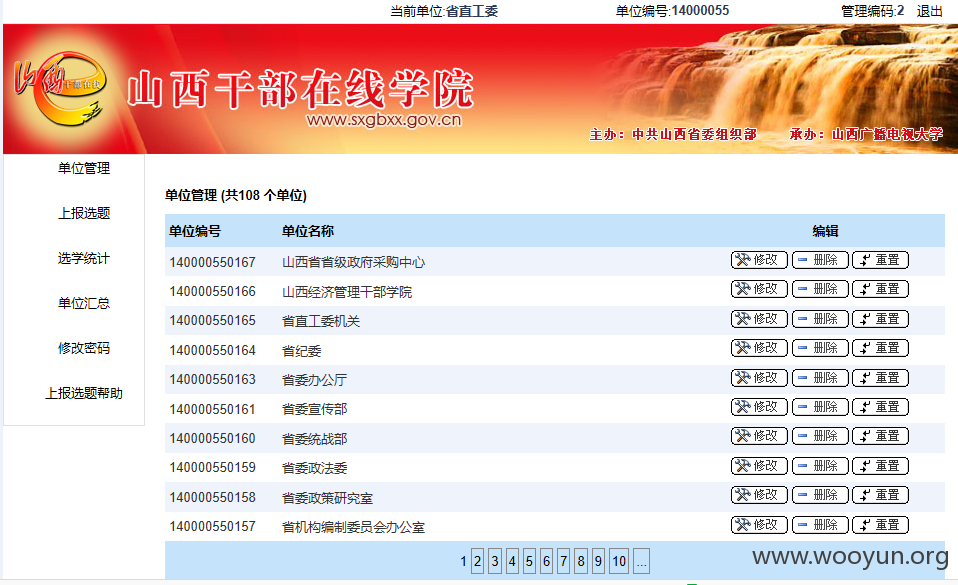 当前单位:省直工委 单位编号:14000055 管理编码:2 退出
山西干部在线学院
www.sxgbxx.gov.cn
主办：中共山西省委组织部 承办：山西广播电视大学
单位管理
上报选题
选学统计
单位汇总
修改密码
上报选题帮助
单位管理 (共108 个单位)
单位编号 单位名称 编辑
140000550167 山西省省级政府采购中心 修改 删除 重置
140000550166 山西经济管理干部学院 修改 删除 重置
140000550165 省直工委机关 修改 删除 重置
140000550164 省纪委 修改 删除 重置
140000550163 省委办公厅 修改 删除 重置
140000550161 省委宣传部 修改 删除 重置
140000550160 省委统战部 修改 删除 重置
140000550159 省委政法委 修改 删除 重置
140000550158 省委政策研究室 修改 删除 重置
140000550157 省机构编制委员会办公室 修改 删除 重置
1 2 3 4 5 6 7 8 9 10 ...
www.wooyun.org